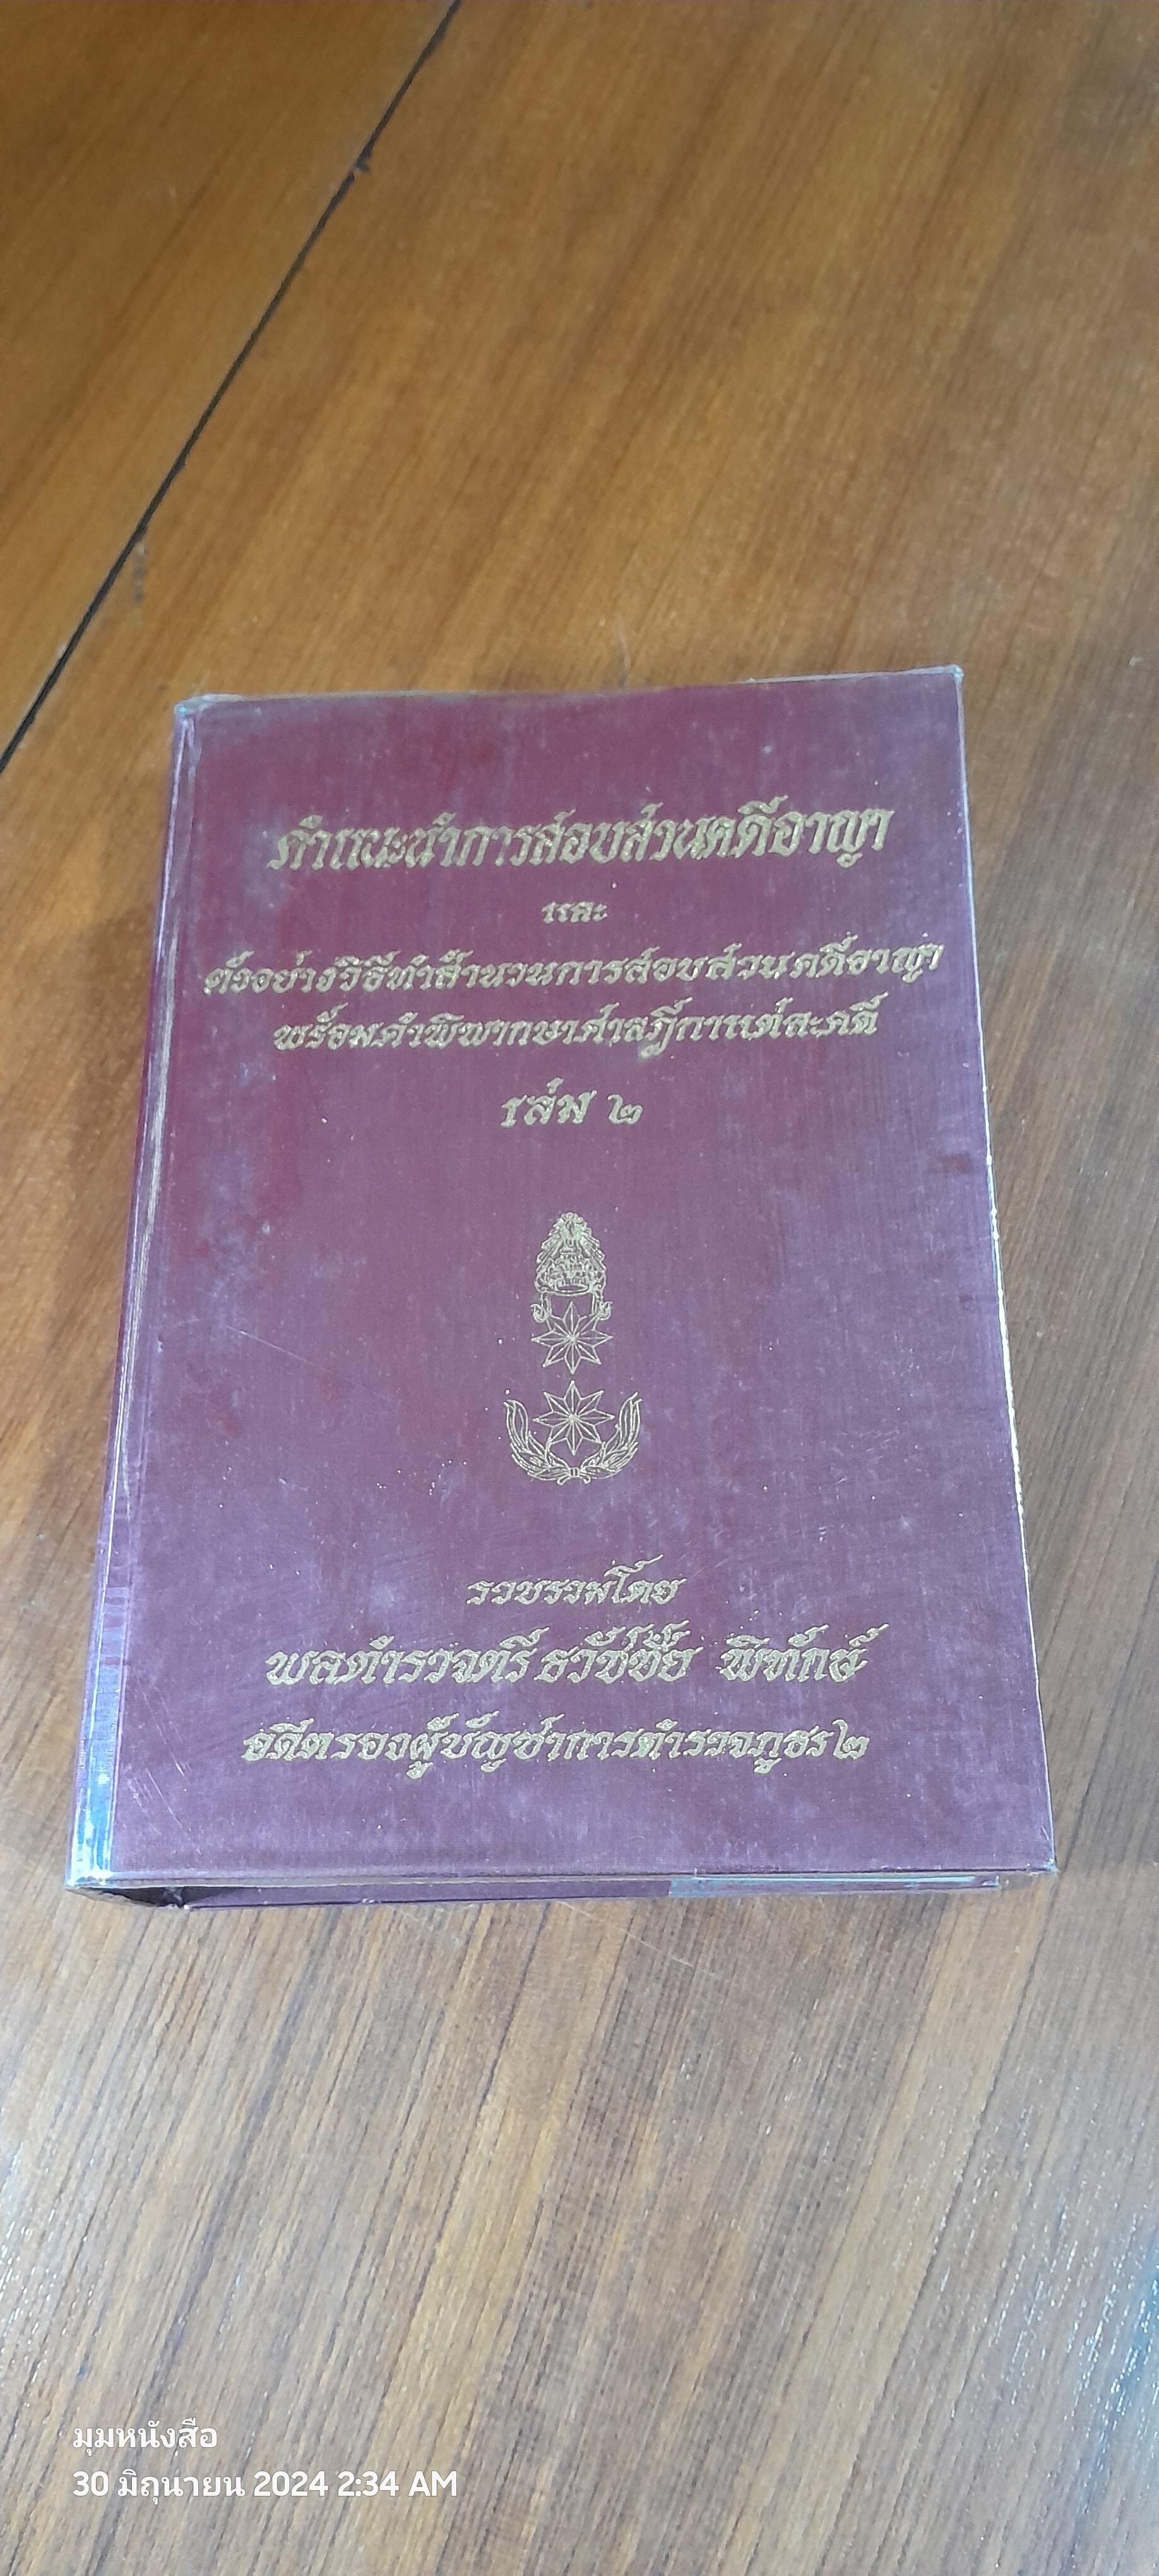 คำแนะนำการสอบสวนคดีอาญา
และ
ตัวอย่างวิธีทำสำนวนการสอบสวนคดีอาญา
พร้อมคำพิพากษาศาลฎีกาแต่ละคดี
เล่ม ๒
รวบรวมโดย
พลตำรวจตรี ธวัชชัย พิทักษ์
อดีตรองผู้บัญชาการตำรวจภูธร ๒
มุมหนังสือ
30 มิถุนายน 2024 2:34 AM